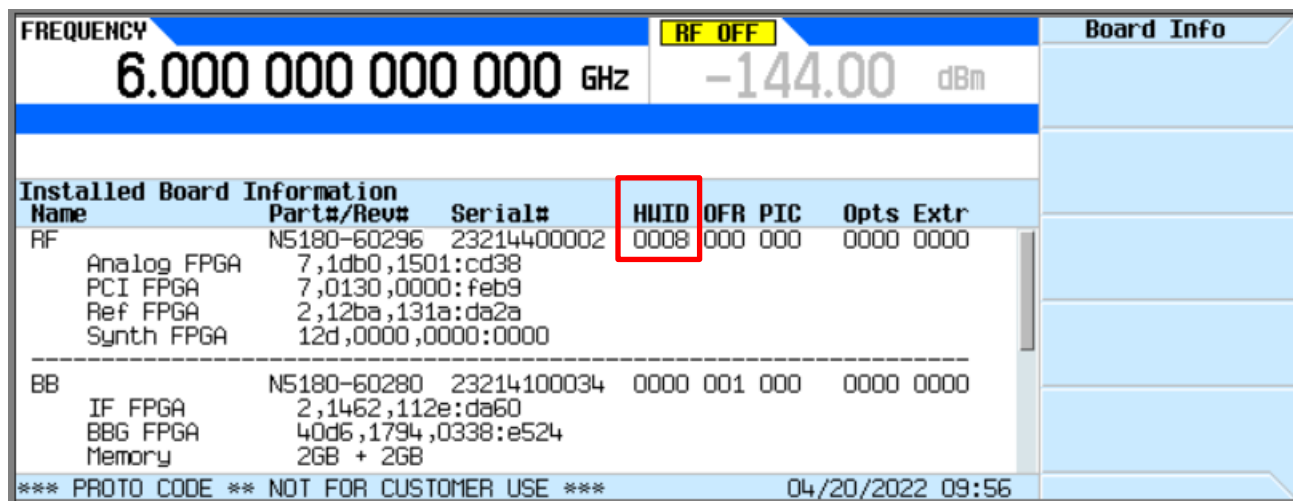 FREQUENCY RF OFF Board Info
6.000 000 000 000 GHz -144.00 dBm
Installed Board Information
Name Part#/Rev# Serial# HWID OFR PIC Opts Extr
RF N5180-60296 23214400002 0008 000 000 0000 0000
Analog FPGA 7,1db0,1501:cd38
PCI FPGA 7,0130,0000:feb9
Ref FPGA 2,12ba,131a:da2a
Synth FPGA 12d,0000,0000:0000
BB N5180-60280 23214100034 0000 001 000 0000 0000
IF FPGA 2,1462,112e:da60
BBG FPGA 40d6,1794,0338:e524
Memory 2GB + 2GB
*** PROTO CODE ** NOT FOR CUSTOMER USE *** 04/20/2022 09:56